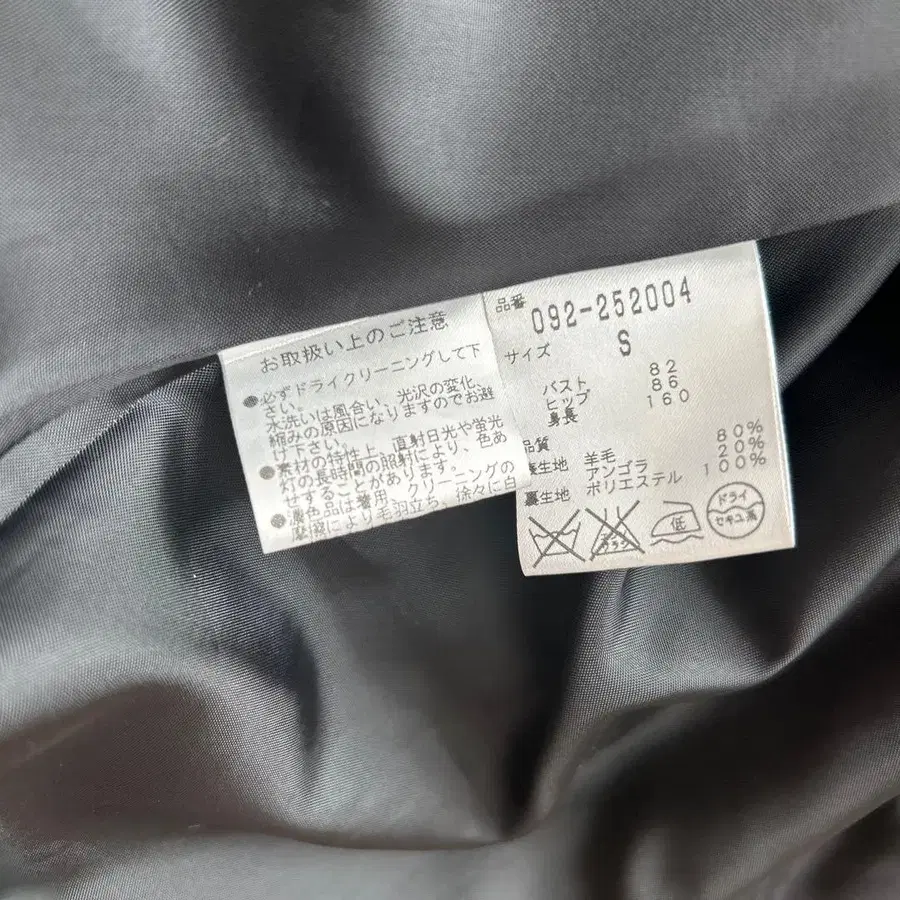 お取扱い上のご注意
●必ずドライクリーニングして下
さい。
水洗いは風合い、光沢の変化、
縮みの原因になりますのでお避
け下さい。
●素材の特性上、直射日光や蛍光
灯の長時間の照射により、色あ
せすることがあります。
●濃色品は着用、クリーニングの
摩擦により毛羽立ち、徐々に白
品番 092-252004
サイズ S
バスト 82
ヒップ 86
身長 160
品質
表生地 羊毛 80%
アンゴラ 20%
裏生地 ポリエステル 100%
低
ドライ
セキユ系